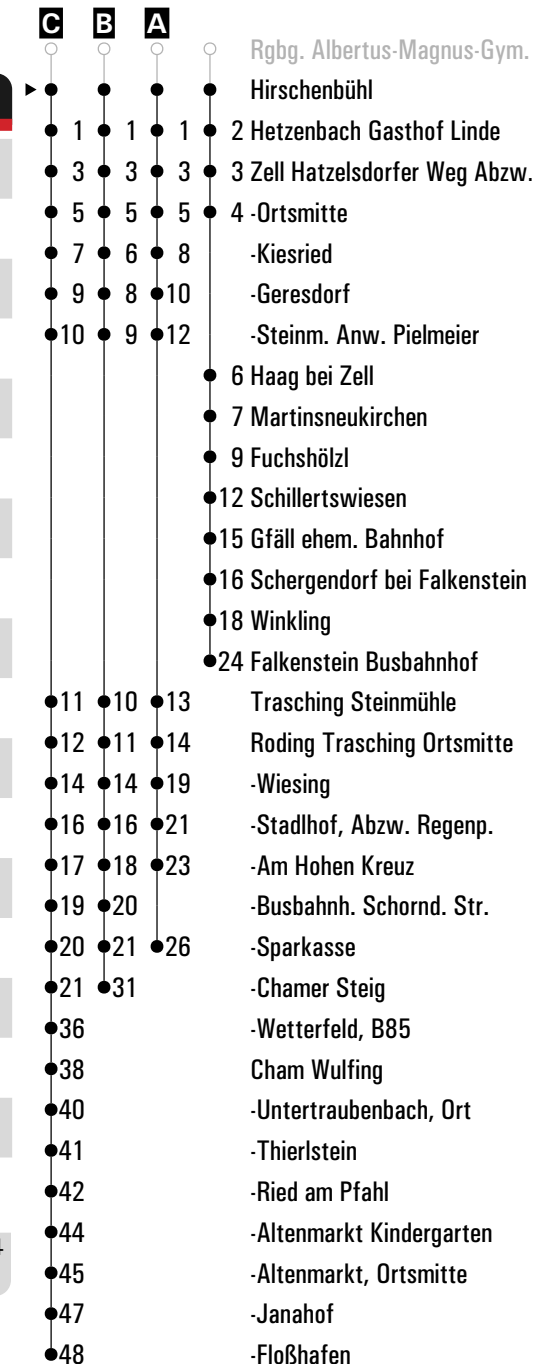 C B A
Rgbg. Albertus-Magnus-Gym.
Hirschenbühl
1 1 1 2 Hetzenbach Gasthof Linde
3 3 3 3 Zell Hatzelsdorfer Weg Abzw.
5 5 5 4 -Ortsmitte
7 6 8 -Kiesried
9 8 10 -Geresdorf
10 9 12 -Steinm. Anw. Pielmeier
6 Haag bei Zell
7 Martinsneukirchen
9 Fuchshölzl
12 Schillertswiesen
15 Gfäll ehem. Bahnhof
16 Schergendorf bei Falkenstein
18 Winkling
24 Falkenstein Busbahnhof
11 10 13 Trasching Steinmühle
12 11 14 Roding Trasching Ortsmitte
14 14 19 -Wiesing
16 16 21 -Stadlhof, Abzw. Regenp.
17 18 23 -Am Hohen Kreuz
19 20 -Busbahnh. Schornd. Str.
20 21 26 -Sparkasse
21 31 -Chamer Steig
36 -Wetterfeld, B85
38 Cham Wulfing
40 -Untertraubenbach, Ort
41 -Thierlstein
42 -Ried am Pfahl
44 -Altenmarkt Kindergarten
45 -Altenmarkt, Ortsmitte
47 -Janahof
48 -Floßhafen